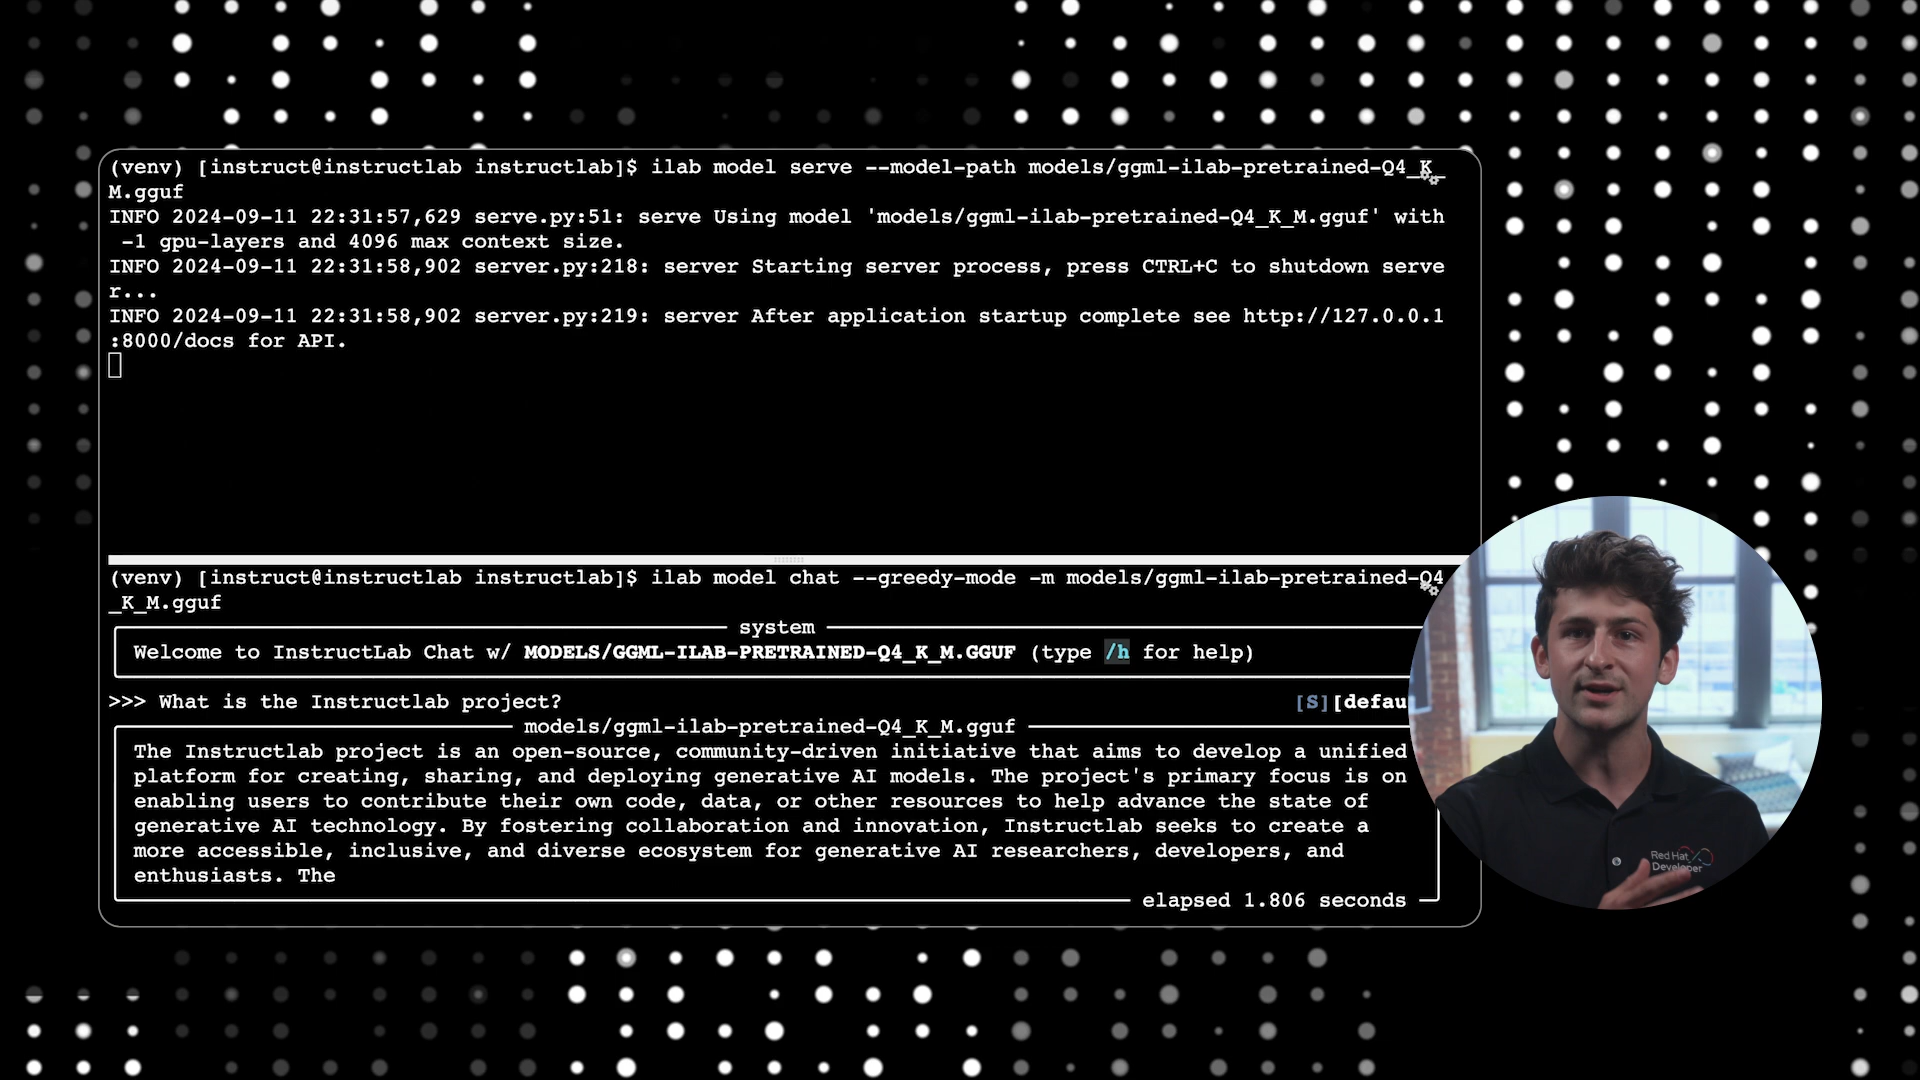 (venv) [instruct@instructlab instructlab]$ ilab model serve --model-path models/ggml-ilab-pretrained-Q4_K_
M.gguf
INFO 2024-09-11 22:31:57,629 serve.py:51: serve Using model 'models/ggml-ilab-pretrained-Q4_K_M.gguf' with
-1 gpu-layers and 4096 max context size.
INFO 2024-09-11 22:31:58,902 server.py:218: server Starting server process, press CTRL+C to shutdown serve
r...
INFO 2024-09-11 22:31:58,902 server.py:219: server After application startup complete see http://127.0.0.1
:8000/docs for API.
(venv) [instruct@instructlab instructlab]$ ilab model chat --greedy-mode -m models/ggml-ilab-pretrained-Q4
_K_M.gguf
system
Welcome to InstructLab Chat w/ MODELS/GGML-ILAB-PRETRAINED-Q4_K_M.GGUF (type /h for help)
>>> What is the Instructlab project? [S][defau
models/ggml-ilab-pretrained-Q4_K_M.gguf
The Instructlab project is an open-source, community-driven initiative that aims to develop a unified
platform for creating, sharing, and deploying generative AI models. The project's primary focus is on
enabling users to contribute their own code, data, or other resources to help advance the state of
generative AI technology. By fostering collaboration and innovation, Instructlab seeks to create a
more accessible, inclusive, and diverse ecosystem for generative AI researchers, developers, and
enthusiasts. The
elapsed 1.806 seconds
Red Hat
Developer